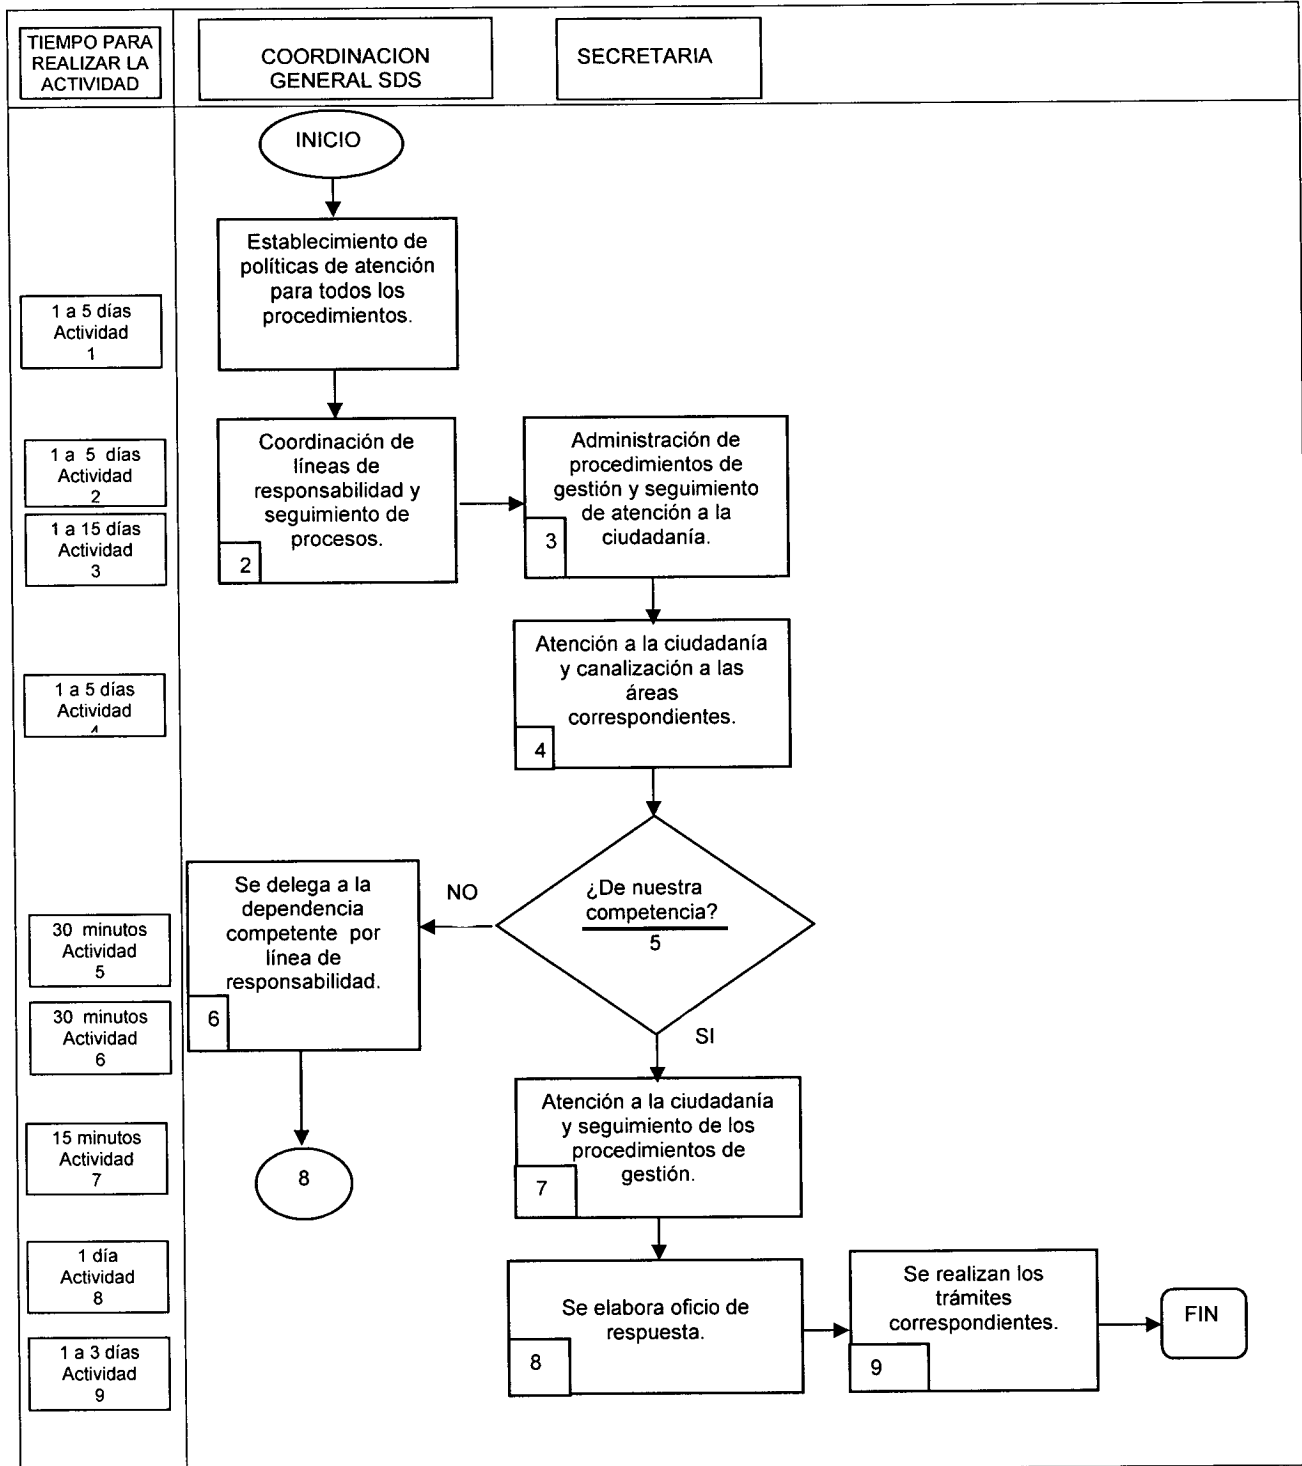 TIEMPO PARA
REALIZAR LA
ACTIVIDAD
COORDINACION
GENERAL SDS
SECRETARIA
INICIO
Establecimiento de
políticas de atención
para todos los
procedimientos.
1 a 5 días
Actividad
1
Coordinación de
líneas de
responsabilidad y
seguimiento de
procesos.
2
Administración de
procedimientos de
gestión y seguimiento
de atención a la
ciudadanía.
3
1 a 5 días
Actividad
2
1 a 15 días
Actividad
3
Atención a la ciudadanía
y canalización a las
áreas
correspondientes.
4
1 a 5 días
Actividad
4
¿De nuestra
competencia?
5
NO
SI
Se delega a la
dependencia
competente por
línea de
responsabilidad.
6
30 minutos
Actividad
5
30 minutos
Actividad
6
8
Atención a la ciudadanía
y seguimiento de los
procedimientos de
gestión.
7
15 minutos
Actividad
7
1 día
Actividad
8
Se elabora oficio de
respuesta.
8
Se realizan los
trámites
correspondientes.
9
FIN
1 a 3 días
Actividad
9